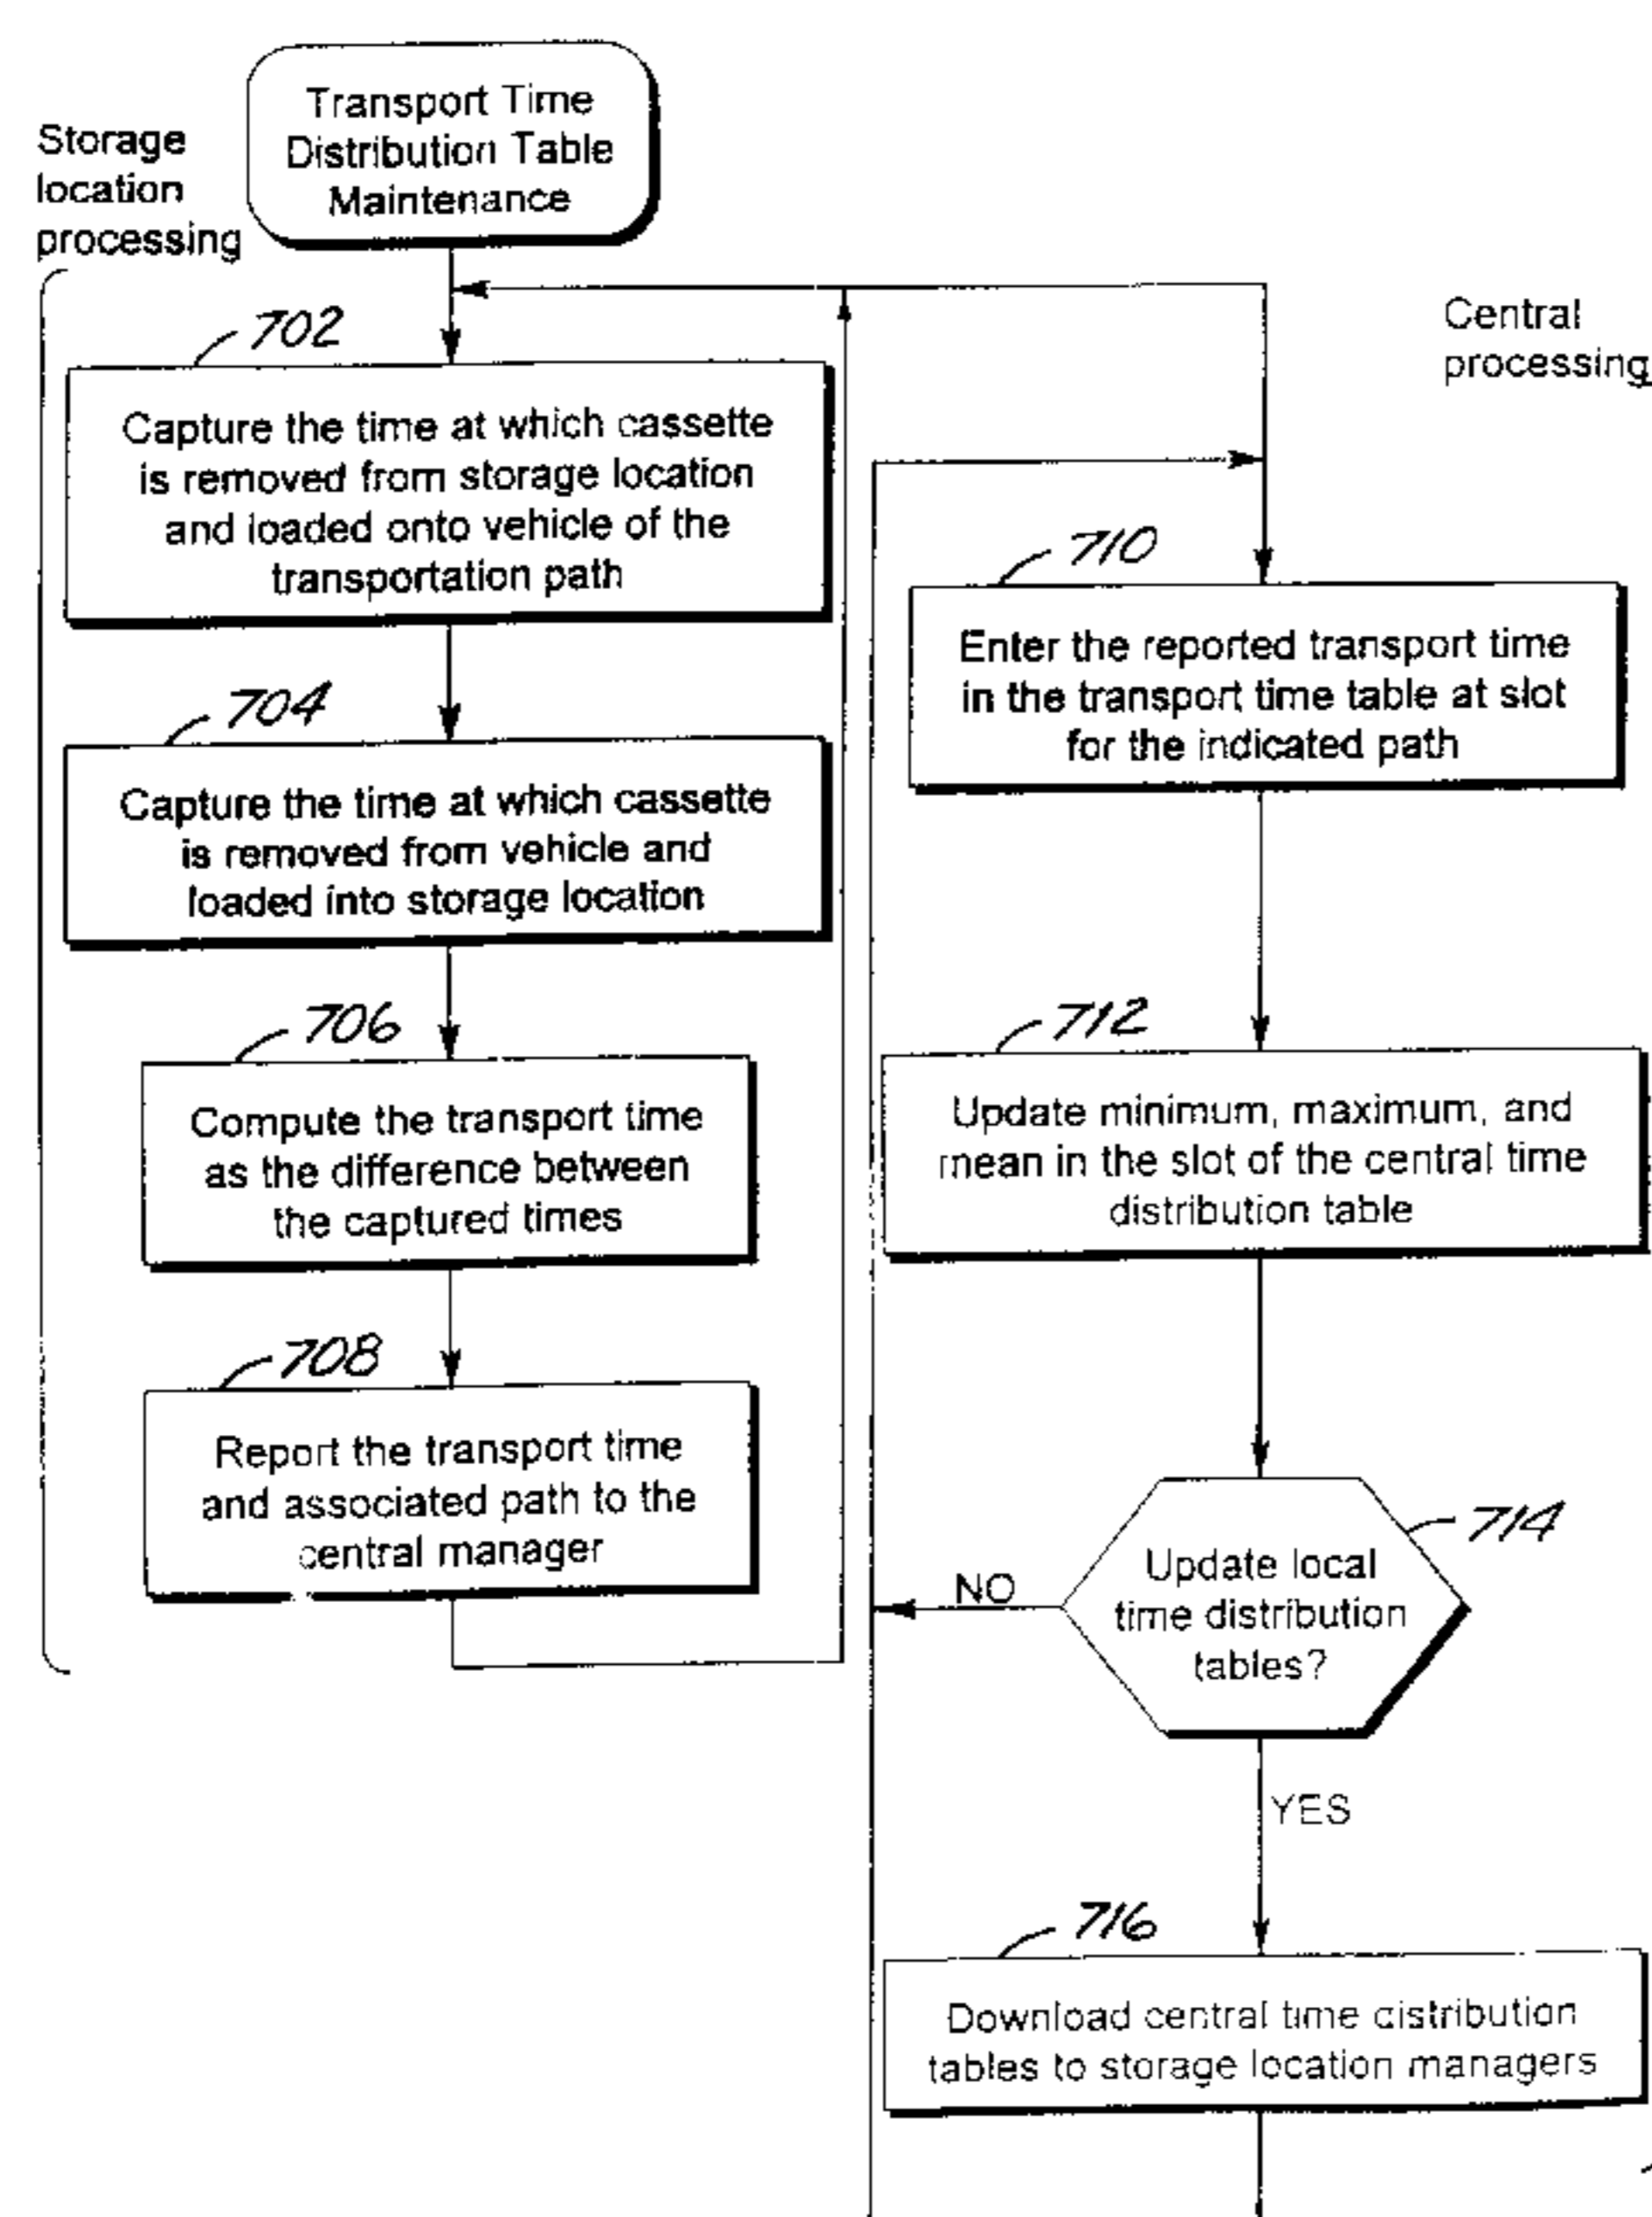 Transport Time
Distribution Table
Maintenance
Storage
location
processing
702
Capture the time at which cassette
is removed from storage location
and loaded onto vehicle of the
transportation path
704
Capture the time at which cassette
is removed from vehicle and
loaded into storage location
706
Compute the transport time
as the difference between
the captured times
708
Report the transport time
and associated path to the
central manager
Central
processing
710
Enter the reported transport time
in the transport time table at slot
for the indicated path
712
Update minimum, maximum, and
mean in the slot of the central time
distribution table
714
Update local
time distribution
tables?
NO
YES
716
Download central time distribution
tables to storage location managers